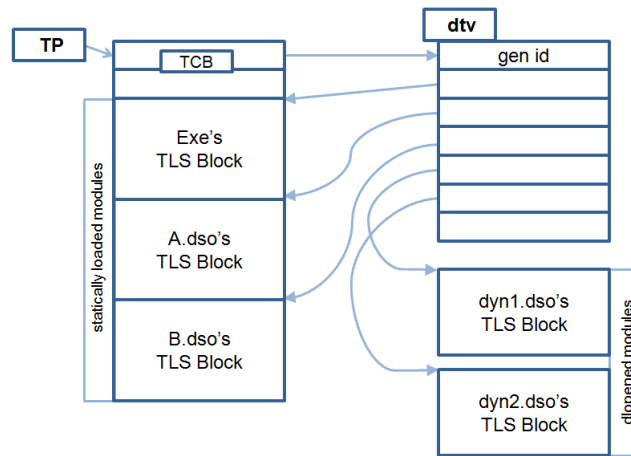 TP
TCB
dtv
gen id
statically loaded modules
Exe's
TLS Block
A.dso's
TLS Block
B.dso's
TLS Block
dyn1.dso's
TLS Block
dyn2.dso's
TLS Block
dlopened modules